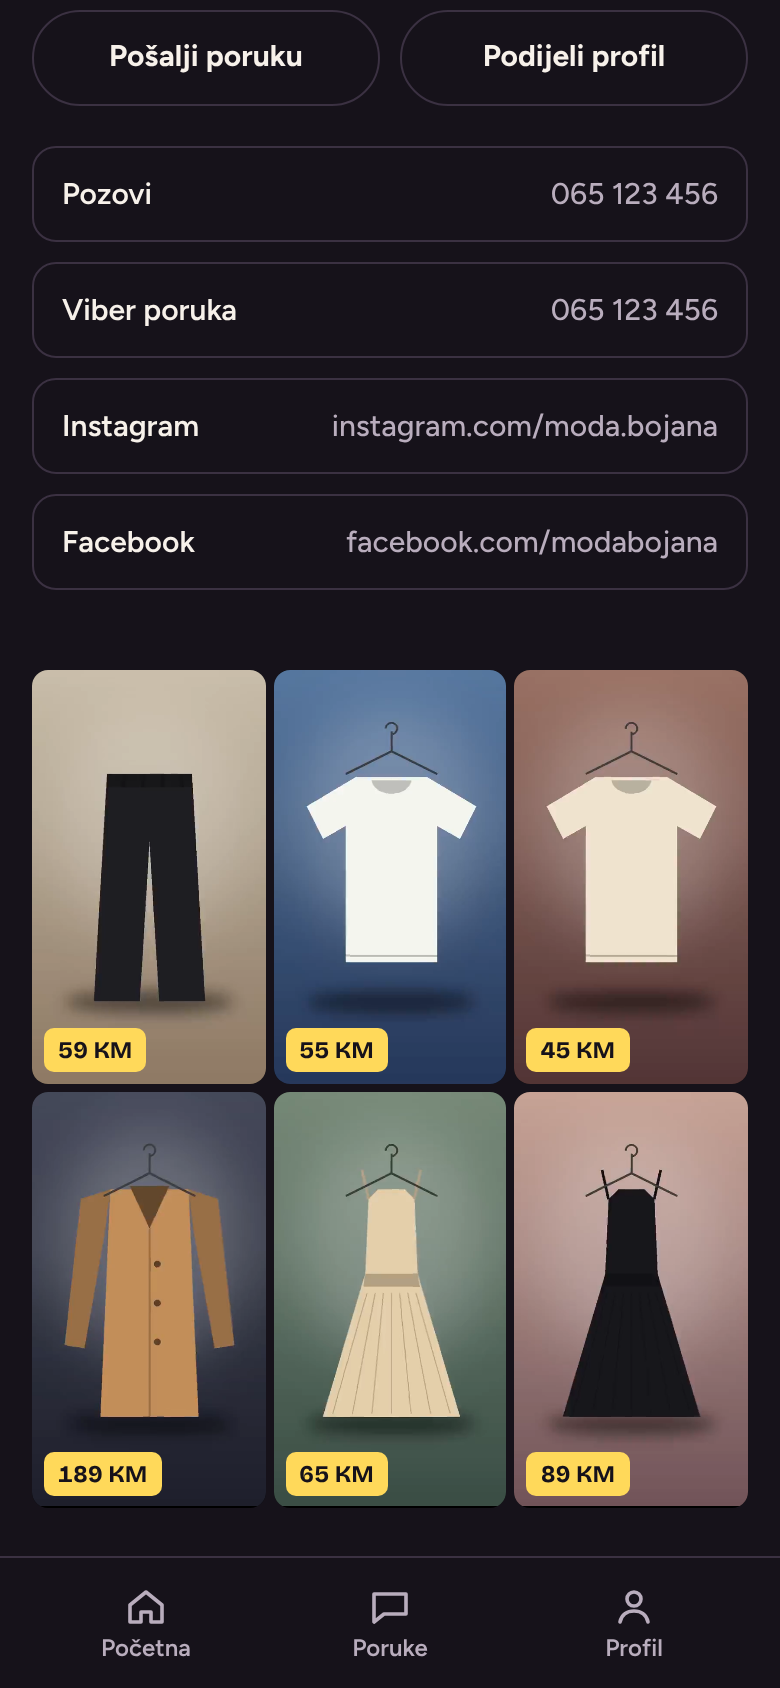 Pošalji poruku
Podijeli profil
Pozovi
065 123 456
Viber poruka
065 123 456
Instagram
instagram.com/moda.bojana
Facebook
facebook.com/modabojana
59 KM
55 KM
45 KM
189 KM
65 KM
89 KM
Početna
Poruke
Profil